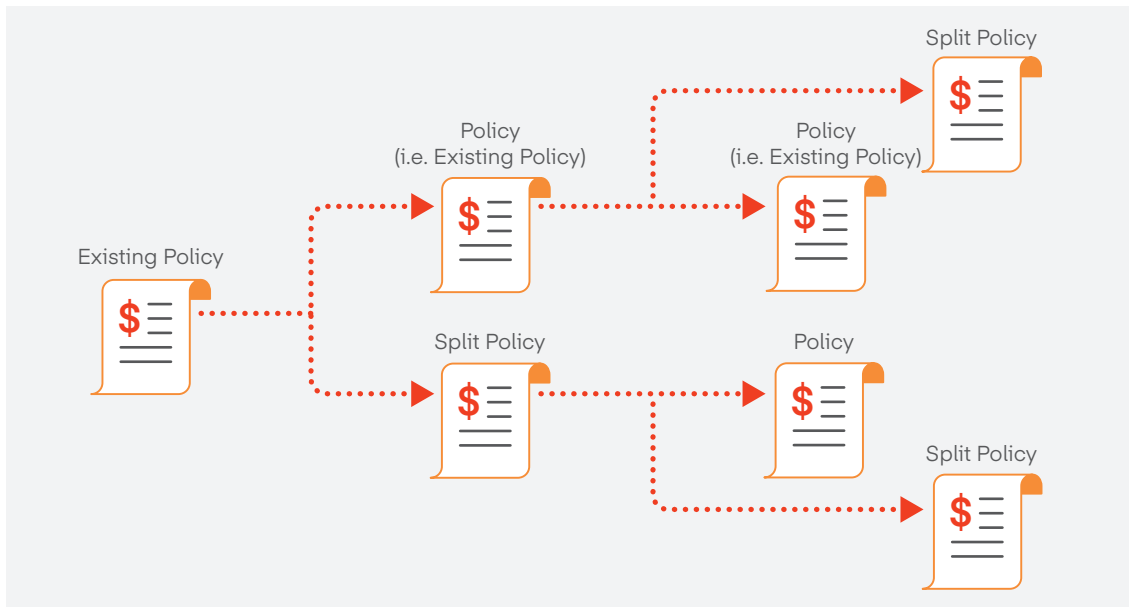 Split Policy
$
Policy
(i.e. Existing Policy)
$
Policy
(i.e. Existing Policy)
$
Existing Policy
$
Split Policy
$
Policy
$
Split Policy
$